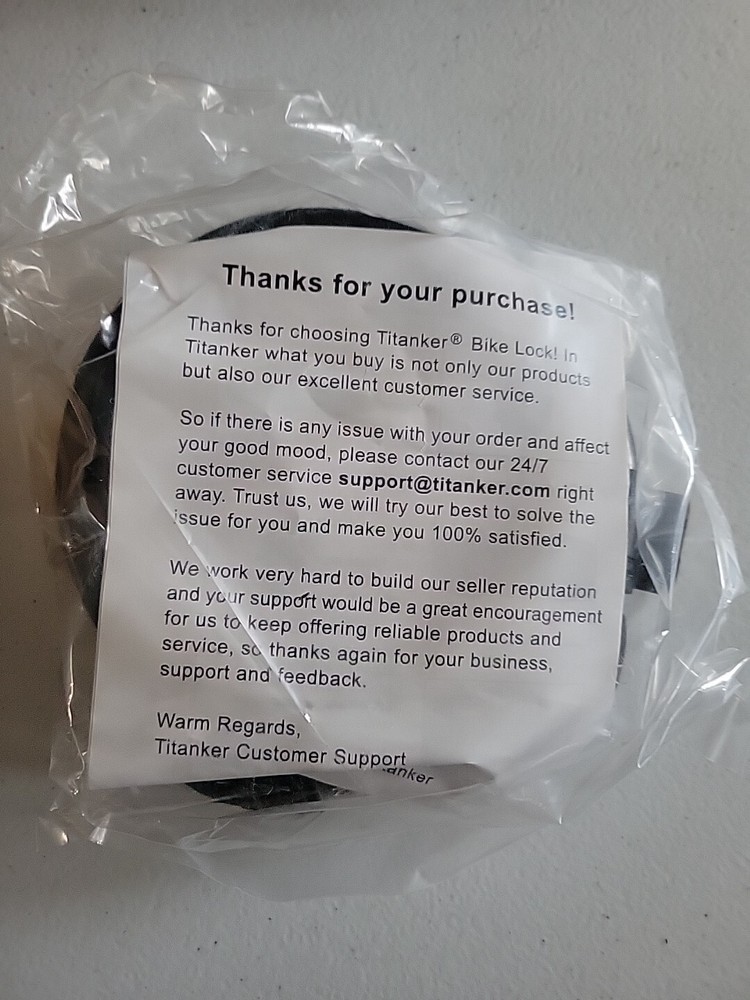 Thanks for your purchase!
Thanks for choosing Titanker® Bike Lock! In
Titanker what you buy is not only our products
but also our excellent customer service.
So if there is any issue with your order and affect
your good mood, please contact our 24/7
customer service support@titanker.com right
away. Trust us, we will try our best to solve the
issue for you and make you 100% satisfied.
We work very hard to build our seller reputation
and your support would be a great encouragement
for us to keep offering reliable products and
service, so thanks again for your business,
support and feedback.
Warm Regards,
Titanker Customer Support